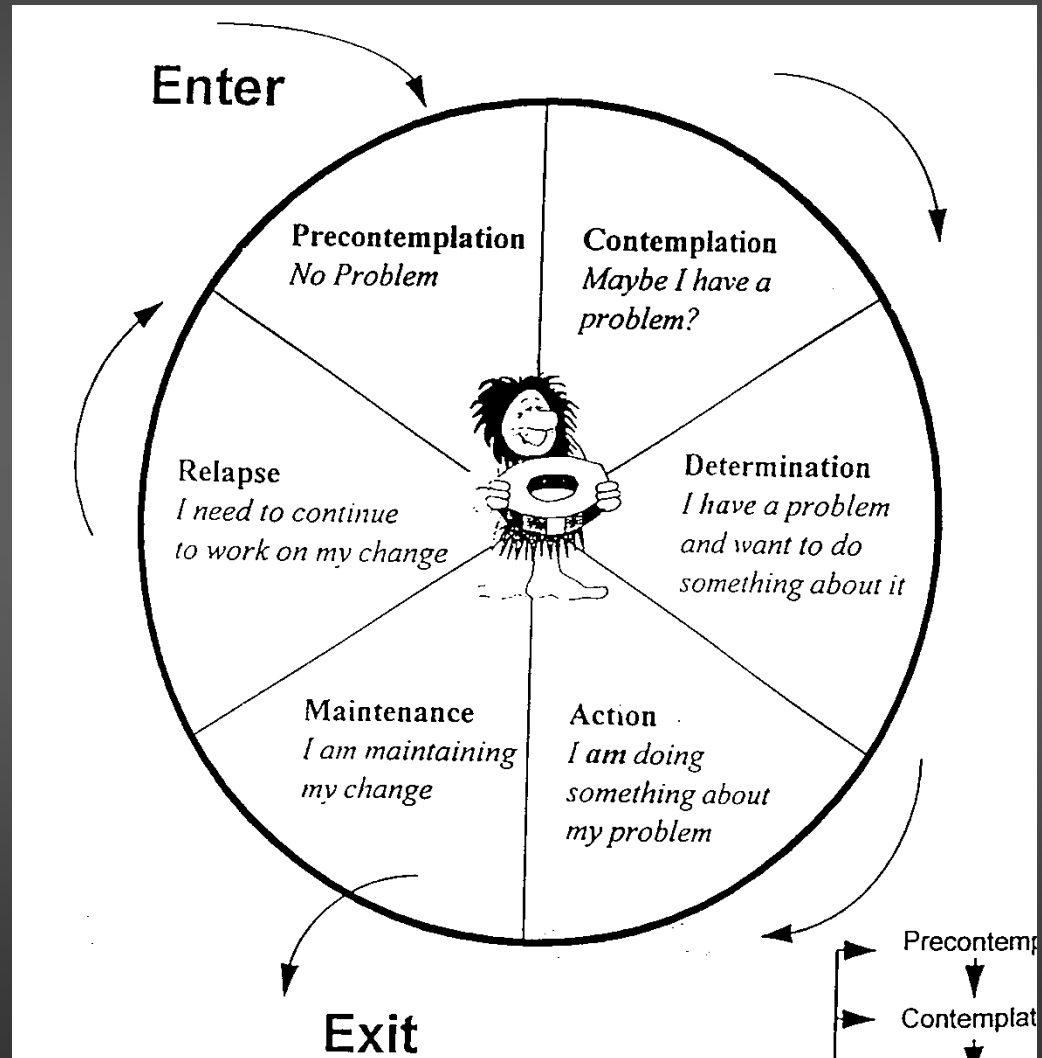 Enter
Precontemplation
No Problem
Contemplation
Maybe I have a
problem?
Determination
I have a problem
and want to do
something about it
Action
I am doing
something about
my problem
Maintenance
I am maintaining
my change
Relapse
I need to continue
to work on my change
Exit
Precontemp
Contemplat